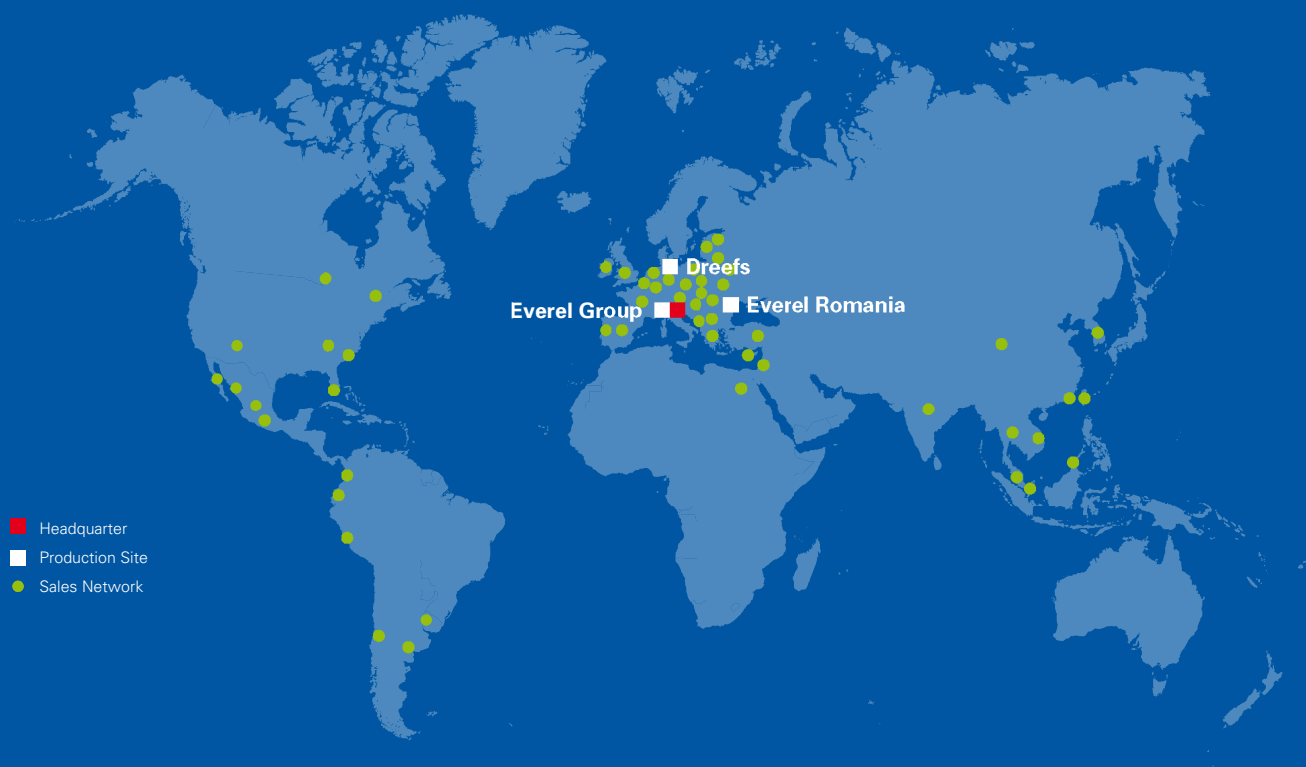 Dreefs
Everel Romania
Everel Group
Headquarter
Production Site
Sales Network